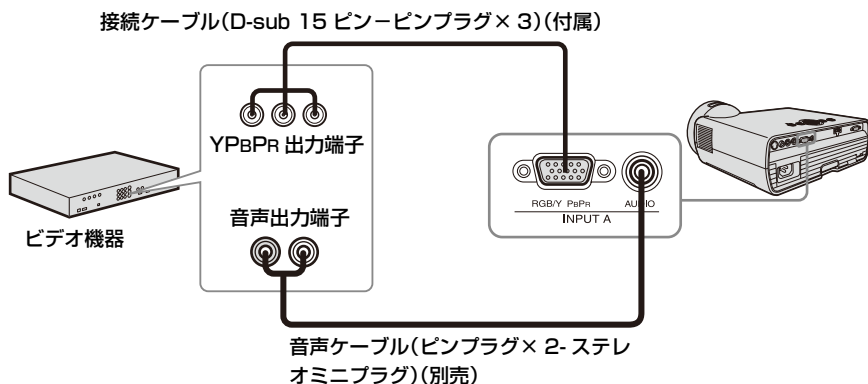 接続ケーブル(D-sub 15 ピン−ピンプラグ× 3)(付属)
YPBPR 出力端子
音声出力端子
ビデオ機器
RGB/Y PBPR
AUDIO
INPUT A
音声ケーブル(ピンプラグ× 2- ステレ
オミニプラグ)(別売)